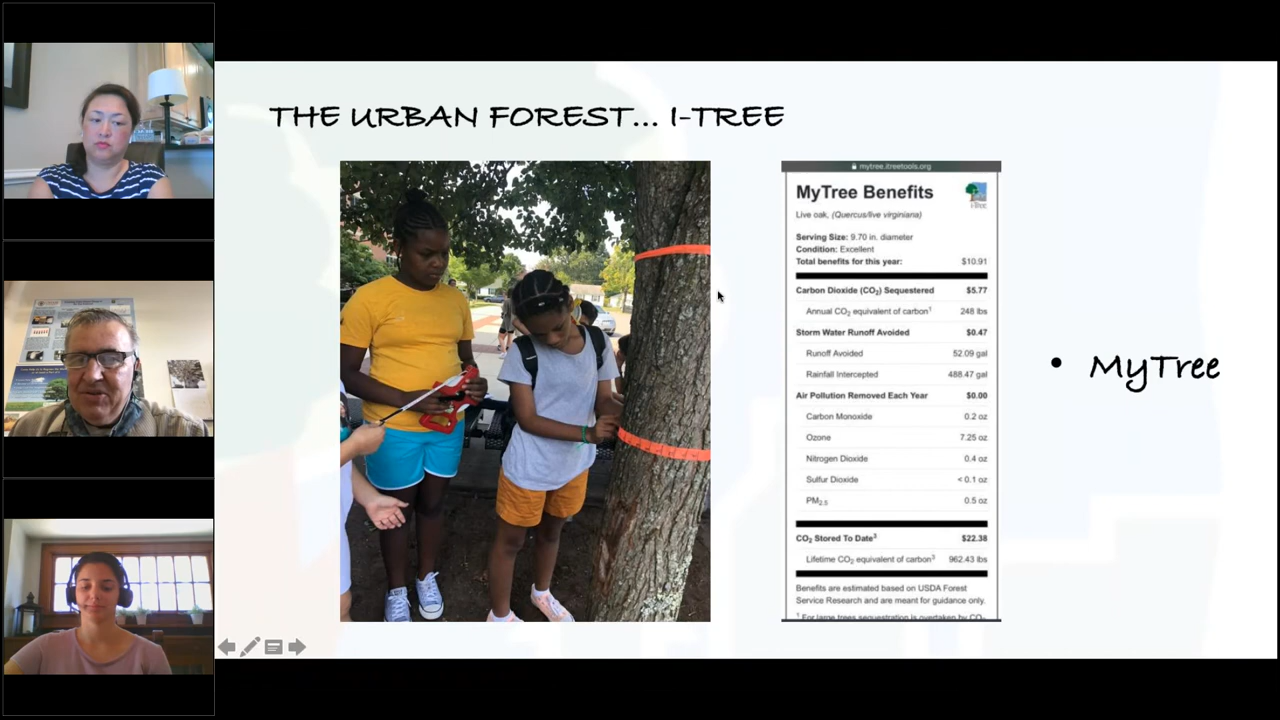 THE URBAN FOREST... I-TREE
mytree.itreetools.org
MyTree Benefits
Live oak, (Quercus/live virginiana)
Serving Size: 9.70 in. diameter
Condition: Excellent
Total benefits for this year: $10.91
Carbon Dioxide (CO2) Sequestered $5.77
Annual CO2 equivalent of carbon1 248 lbs
Storm Water Runoff Avoided $0.47
Runoff Avoided 52.09 gal
Rainfall Intercepted 488.47 gal
Air Pollution Removed Each Year $0.00
Carbon Monoxide 0.2 oz
Ozone 7.25 oz
Nitrogen Dioxide 0.4 oz
Sulfur Dioxide < 0.1 oz
PM2.5 0.5 oz
CO2 Stored To Date3 $22.38
Lifetime CO2 equivalent of carbon3 962.43 lbs
Benefits are estimated based on USDA Forest
Service Research and are meant for guidance only.
1 For large trees sequestration is overtaken by CO2
• MyTree